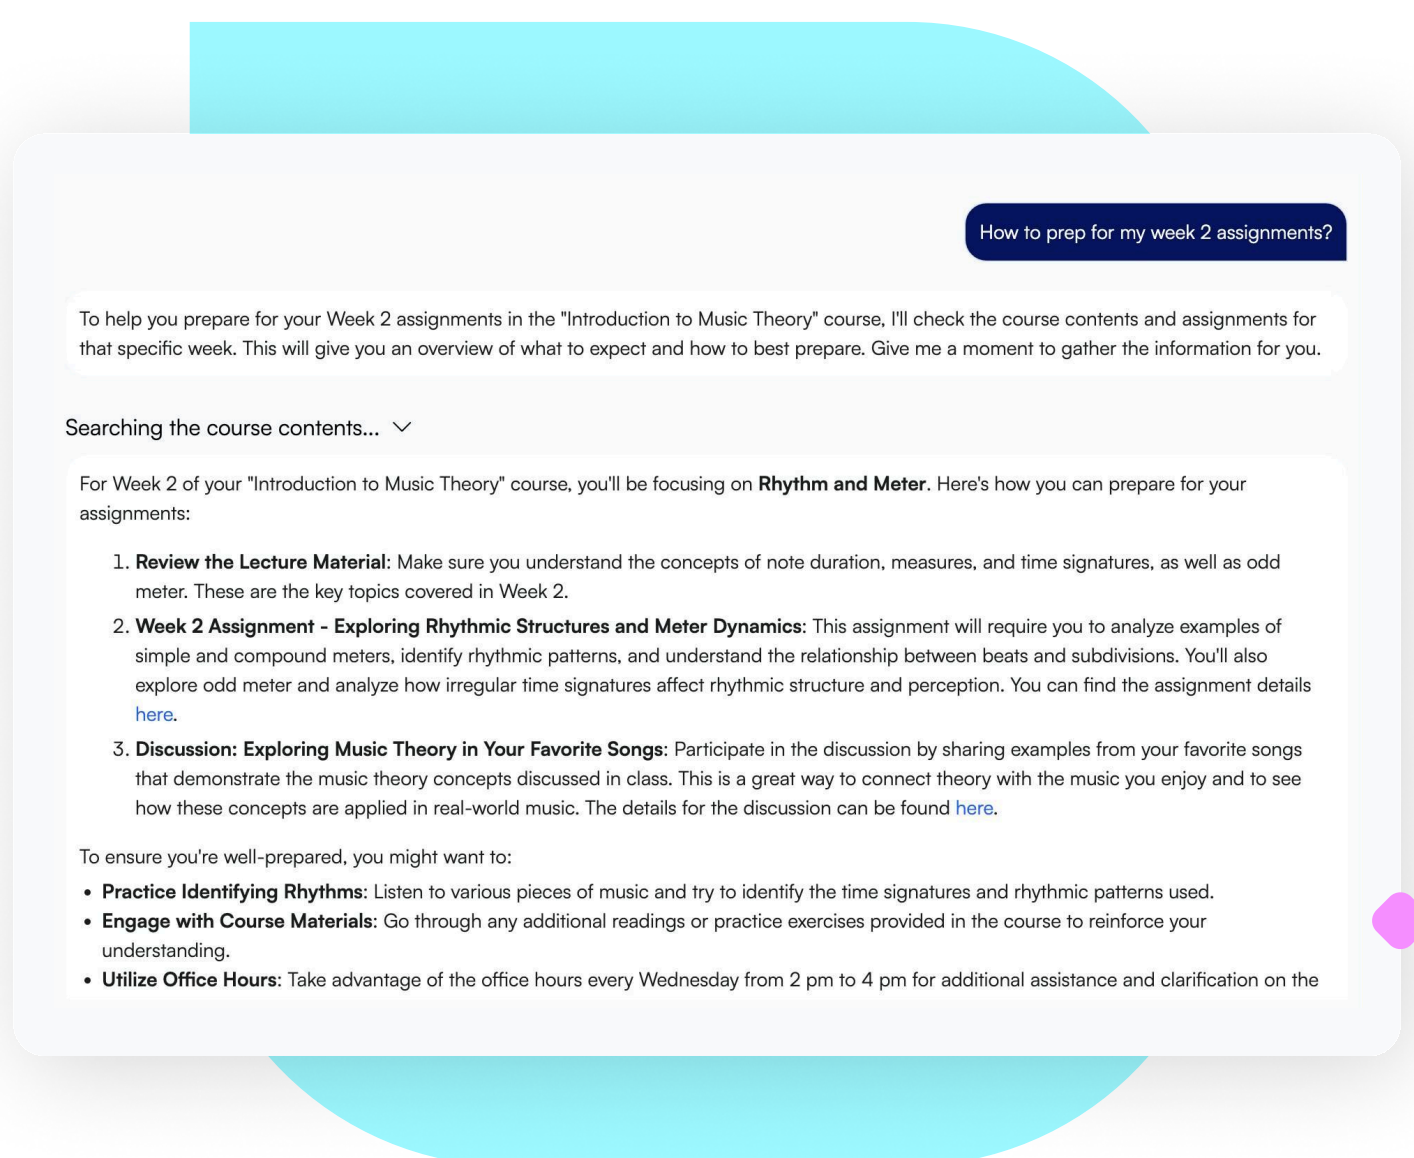 How to prep for my week 2 assignments?
To help you prepare for your Week 2 assignments in the "Introduction to Music Theory" course, I'll check the course contents and assignments for
that specific week. This will give you an overview of what to expect and how to best prepare. Give me a moment to gather the information for you.
Searching the course contents...
For Week 2 of your "Introduction to Music Theory" course, you'll be focusing on Rhythm and Meter. Here's how you can prepare for your
assignments:
1. Review the Lecture Material: Make sure you understand the concepts of note duration, measures, and time signatures, as well as odd
meter. These are the key topics covered in Week 2.
2. Week 2 Assignment - Exploring Rhythmic Structures and Meter Dynamics: This assignment will require you to analyze examples of
simple and compound meters, identify rhythmic patterns, and understand the relationship between beats and subdivisions. You'll also
explore odd meter and analyze how irregular time signatures affect rhythmic structure and perception. You can find the assignment details
here.
3. Discussion: Exploring Music Theory in Your Favorite Songs: Participate in the discussion by sharing examples from your favorite songs
that demonstrate the music theory concepts discussed in class. This is a great way to connect theory with the music you enjoy and to see
how these concepts are applied in real-world music. The details for the discussion can be found here.
To ensure you're well-prepared, you might want to:
• Practice Identifying Rhythms: Listen to various pieces of music and try to identify the time signatures and rhythmic patterns used.
• Engage with Course Materials: Go through any additional readings or practice exercises provided in the course to reinforce your
understanding.
• Utilize Office Hours: Take advantage of the office hours every Wednesday from 2 pm to 4 pm for additional assistance and clarification on the